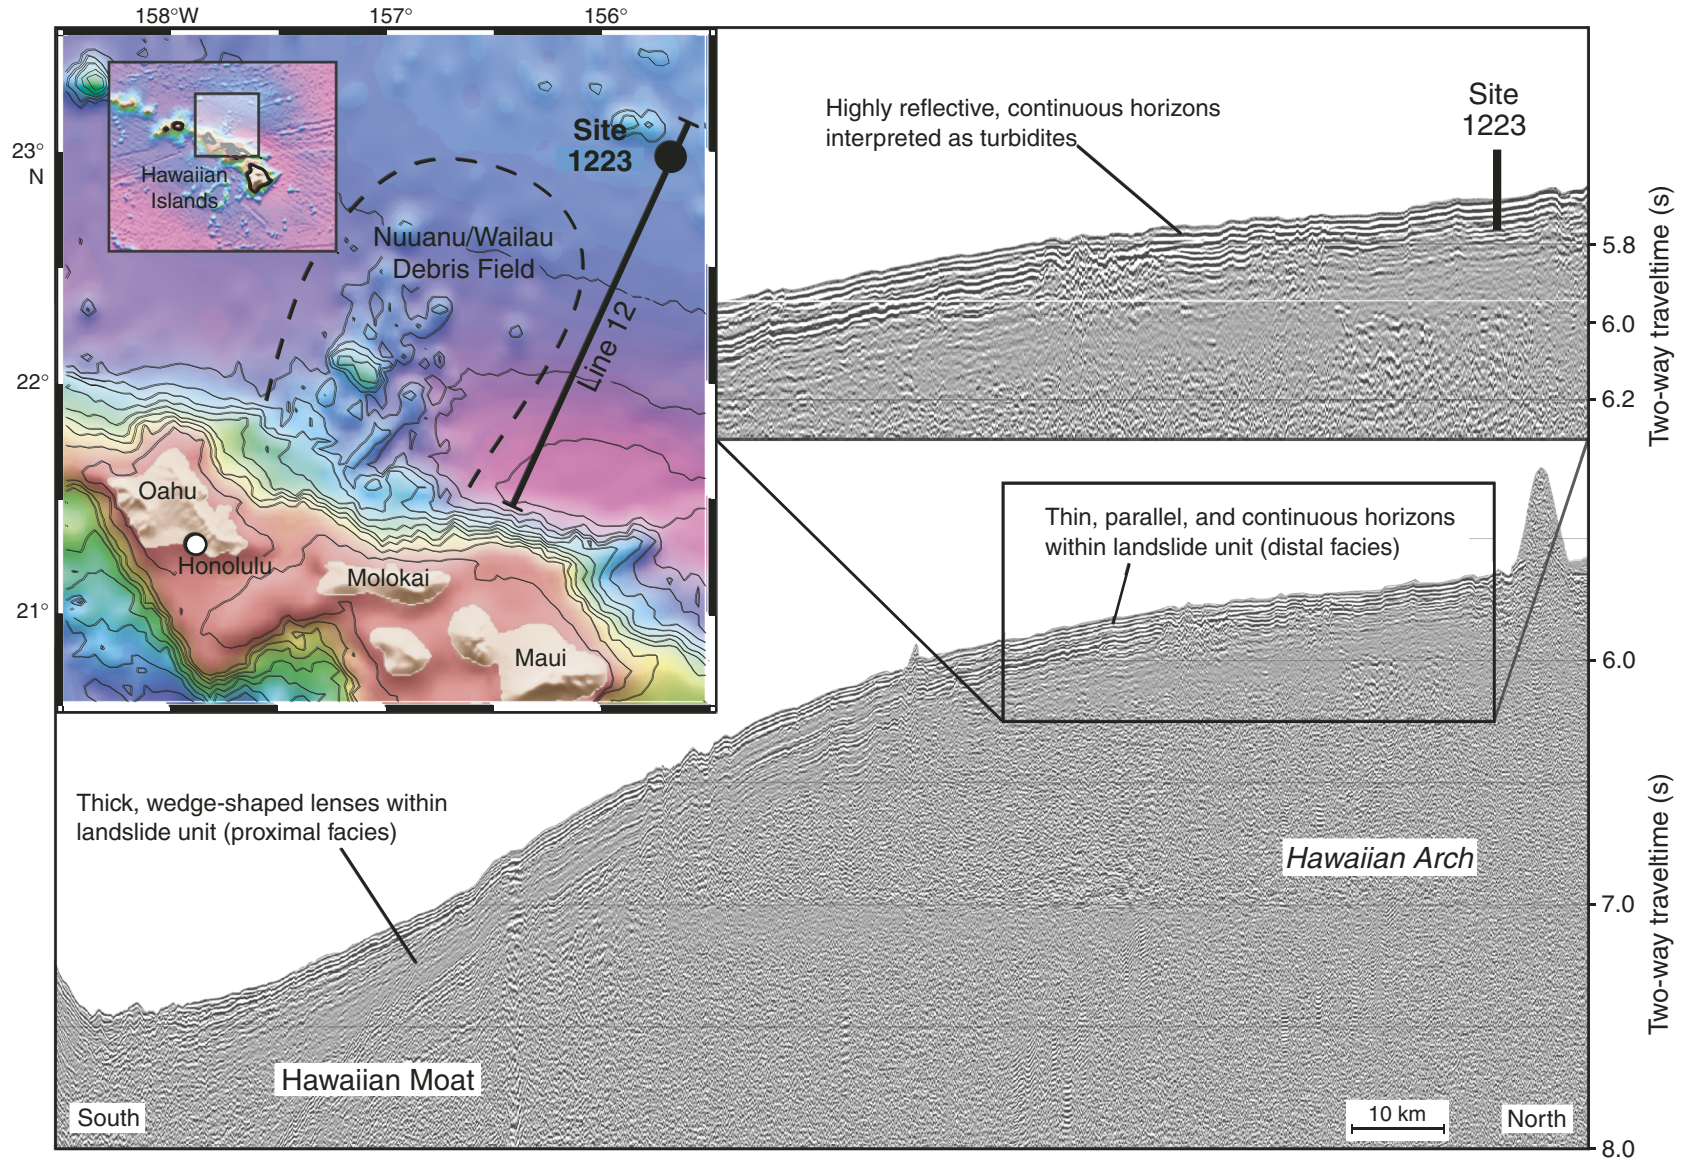 158°W
157°
156°
23°
N
22°
21°
Hawaiian
Islands
Site
1223
Nuuanu/Wailau
Debris Field
Line 12
Oahu
Honolulu
Molokai
Maui
Highly reflective, continuous horizons
interpreted as turbidites
Site
1223
5.8
6.0
6.2
Two-way traveltime (s)
Thin, parallel, and continuous horizons
within landslide unit (distal facies)
Thick, wedge-shaped lenses within
landslide unit (proximal facies)
Hawaiian Arch
Hawaiian Moat
South
10 km
North
6.0
7.0
8.0
Two-way traveltime (s)